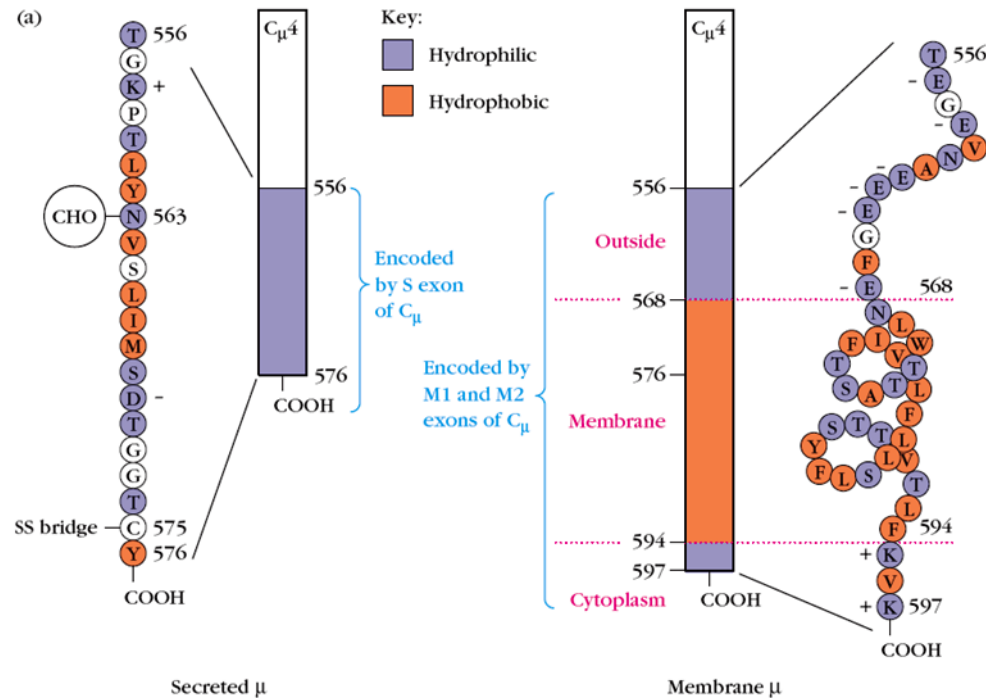 (a)
T 556
G
K +
P
T
L
Y
CHO N 563
V
S
L
I
M
S
D -
T
G
G
T
SS bridge C 575
Y 576
COOH
Cμ4
556
Encoded
by S exon
of Cμ
576
COOH
Secreted μ
Key:
Hydrophilic
Hydrophobic
Cμ4
556
Outside
568
Encoded by
M1 and M2
exons of Cμ
576
Membrane
594
597
Cytoplasm
COOH
Membrane μ
T 556
- E
G
- E
V
N
A
E
- E
- E
G
F
- E 568
N
L
W
V
I
F
T
S
A
T
T
L
F
L
V
L
T
T
S
Y
F
L
S
L
T
L
F 594
+ K
V
+ K 597
COOH